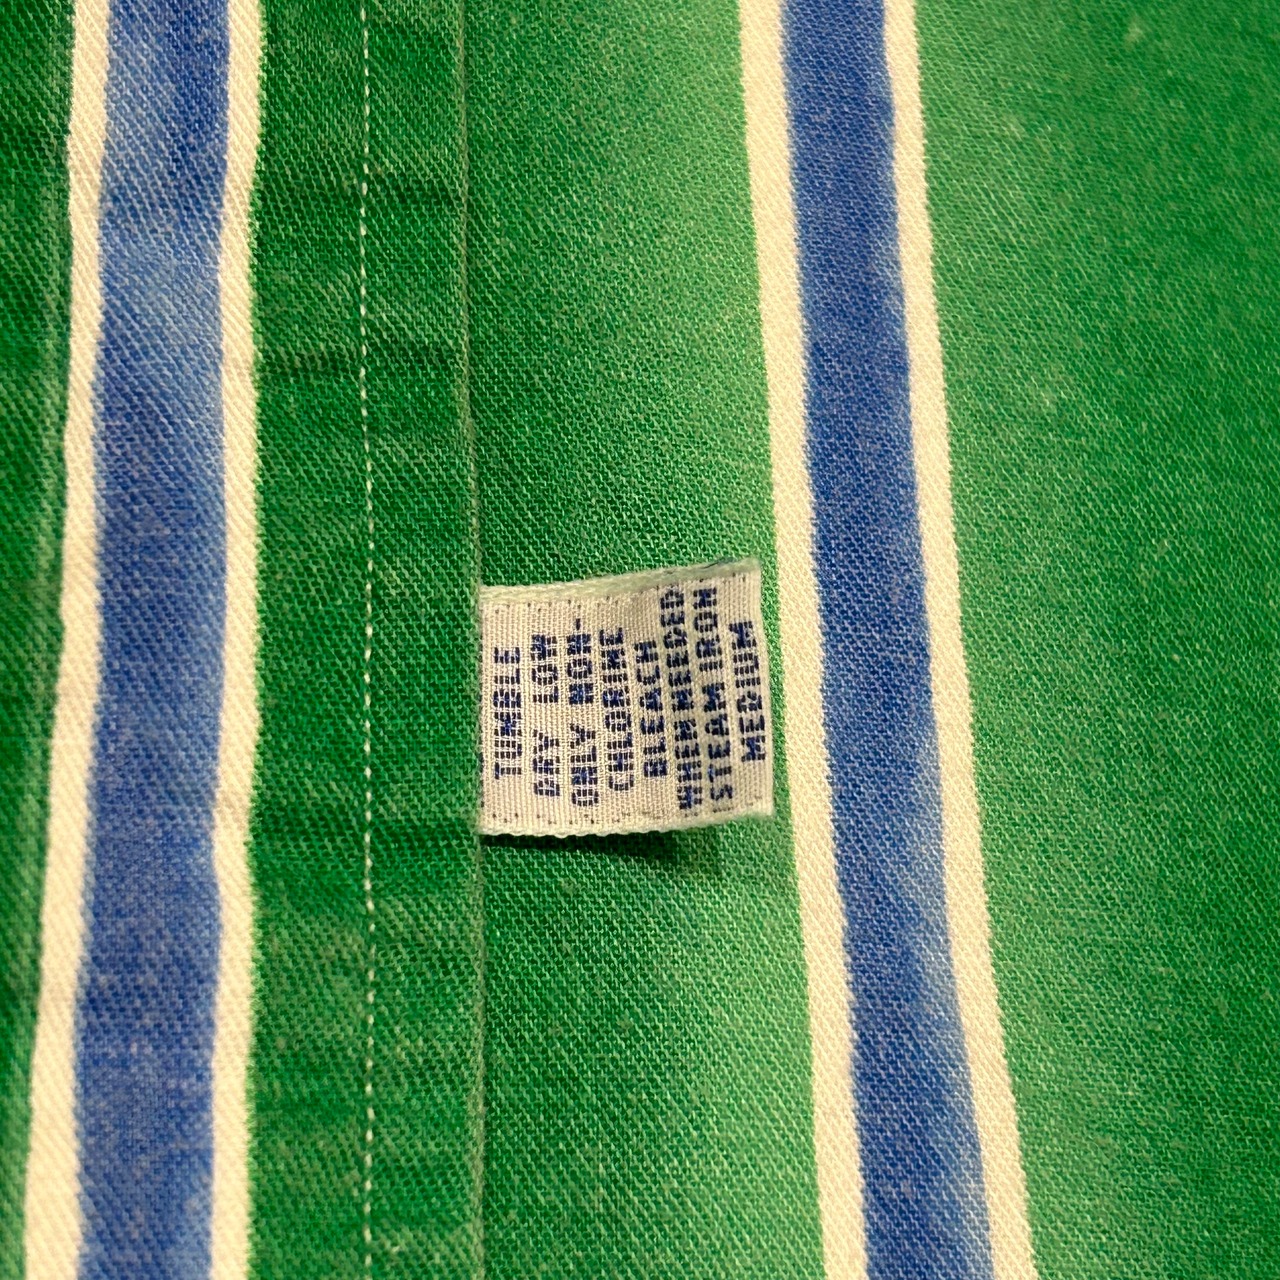 TUMBLE
DRY LOW
ONLY NON-
CHLORINE
BLEACH
WHEN NEEDED
STEAM IRON
MEDIUM